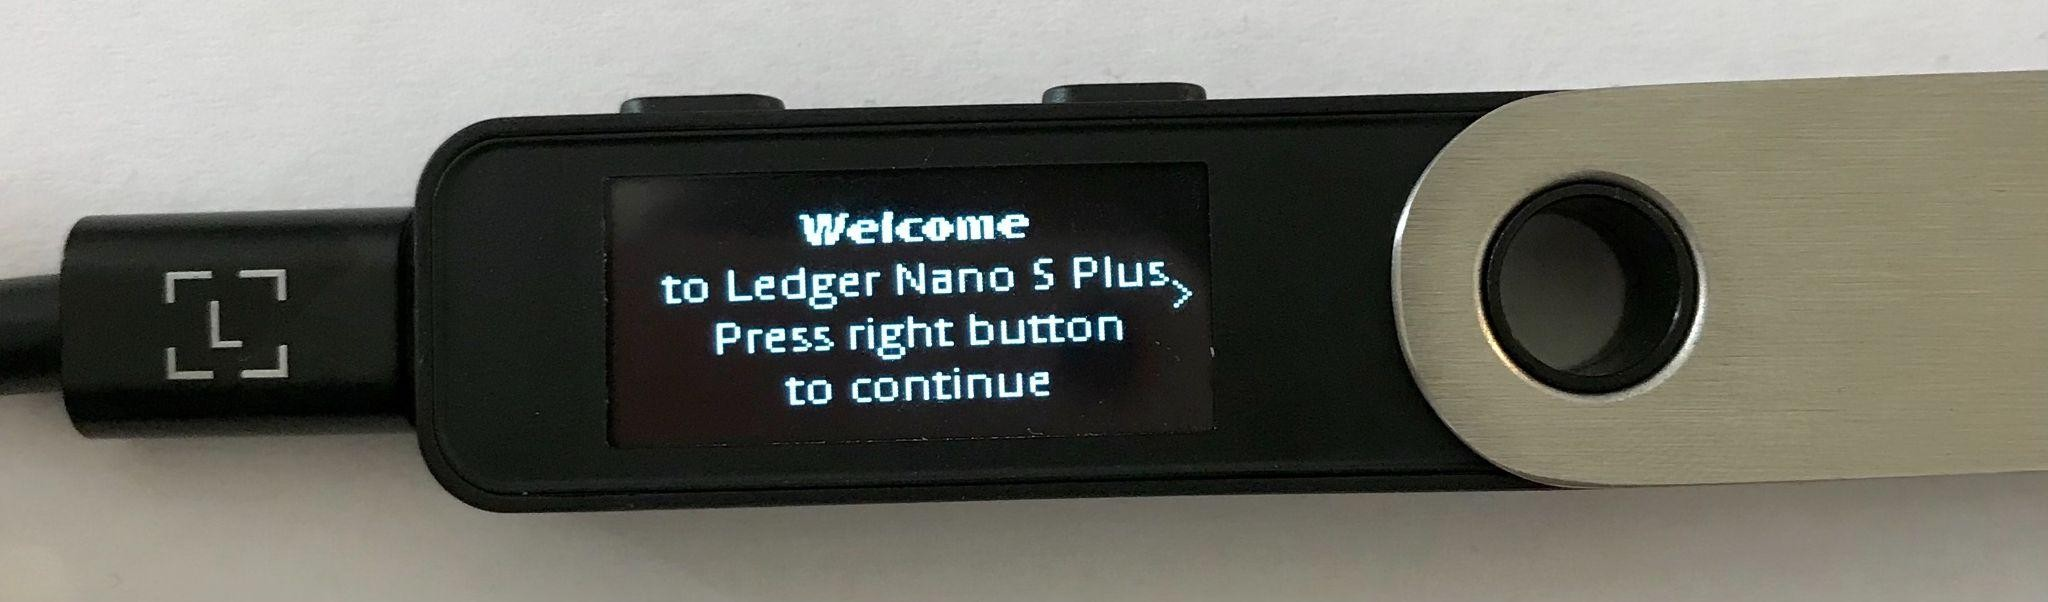 L
Welcome
to Ledger Nano S Plus
Press right button
to continue